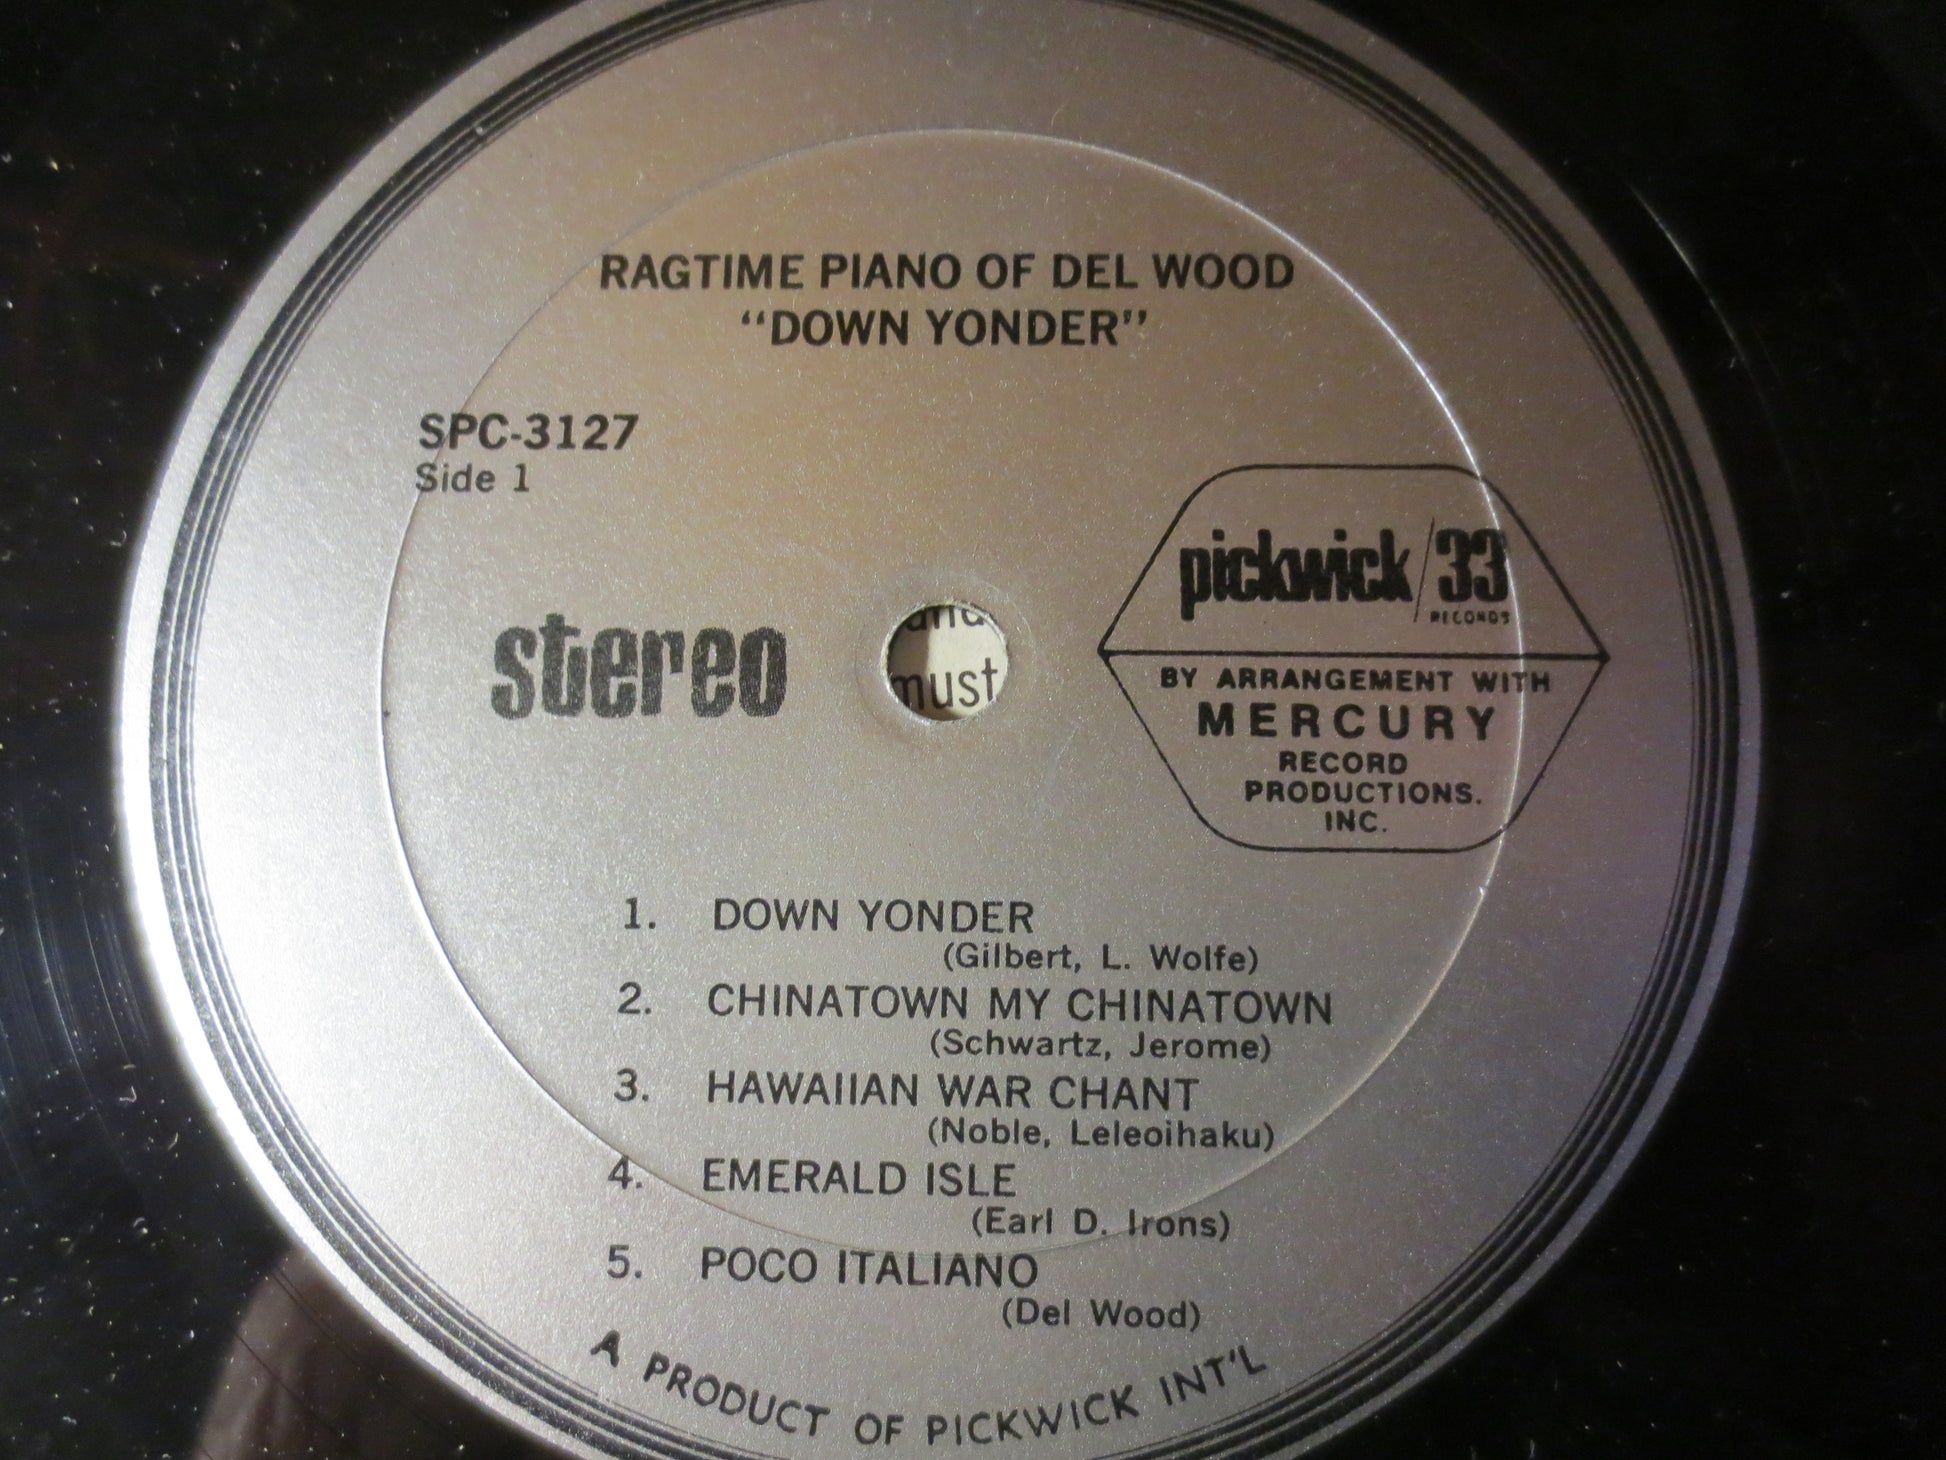 RAGTIME PIANO OF DEL WOOD
"DOWN YONDER"
SPC-3127
Side 1
stereo
and
must
pickwick/33
RECORDS
BY ARRANGEMENT WITH
MERCURY
RECORD
PRODUCTIONS.
INC.
1. DOWN YONDER
(Gilbert, L. Wolfe)
2. CHINATOWN MY CHINATOWN
(Schwartz, Jerome)
3. HAWAIIAN WAR CHANT
(Noble, Leleoihaku)
4. EMERALD ISLE
(Earl D. Irons)
5. POCO ITALIANO
(Del Wood)
A PRODUCT OF PICKWICK INT'L